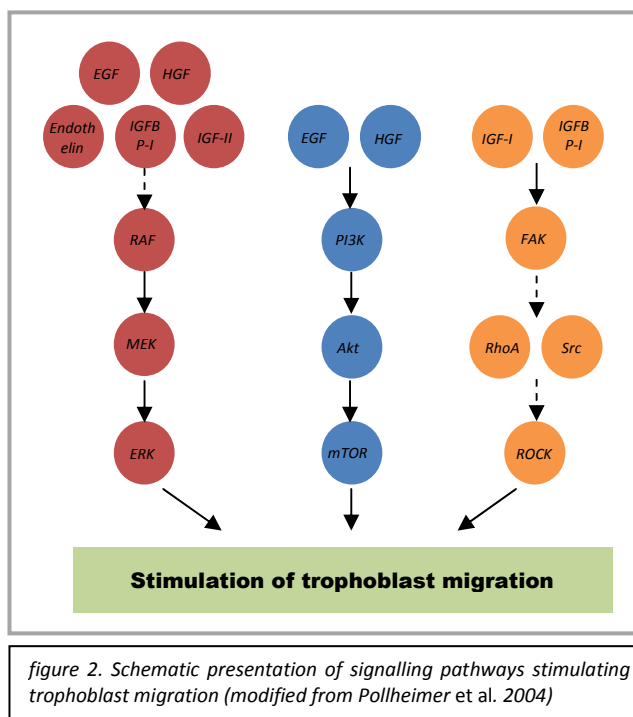 EGF HGF
Endoth
elin IGFB
P-I IGF-II
EGF HGF
IGF-I IGFB
P-I
RAF PI3K FAK
MEK Akt RhoA Src
ERK mTOR ROCK
Stimulation of trophoblast migration
figure 2. Schematic presentation of signalling pathways stimulating
trophoblast migration (modified from Pollheimer et al. 2004)